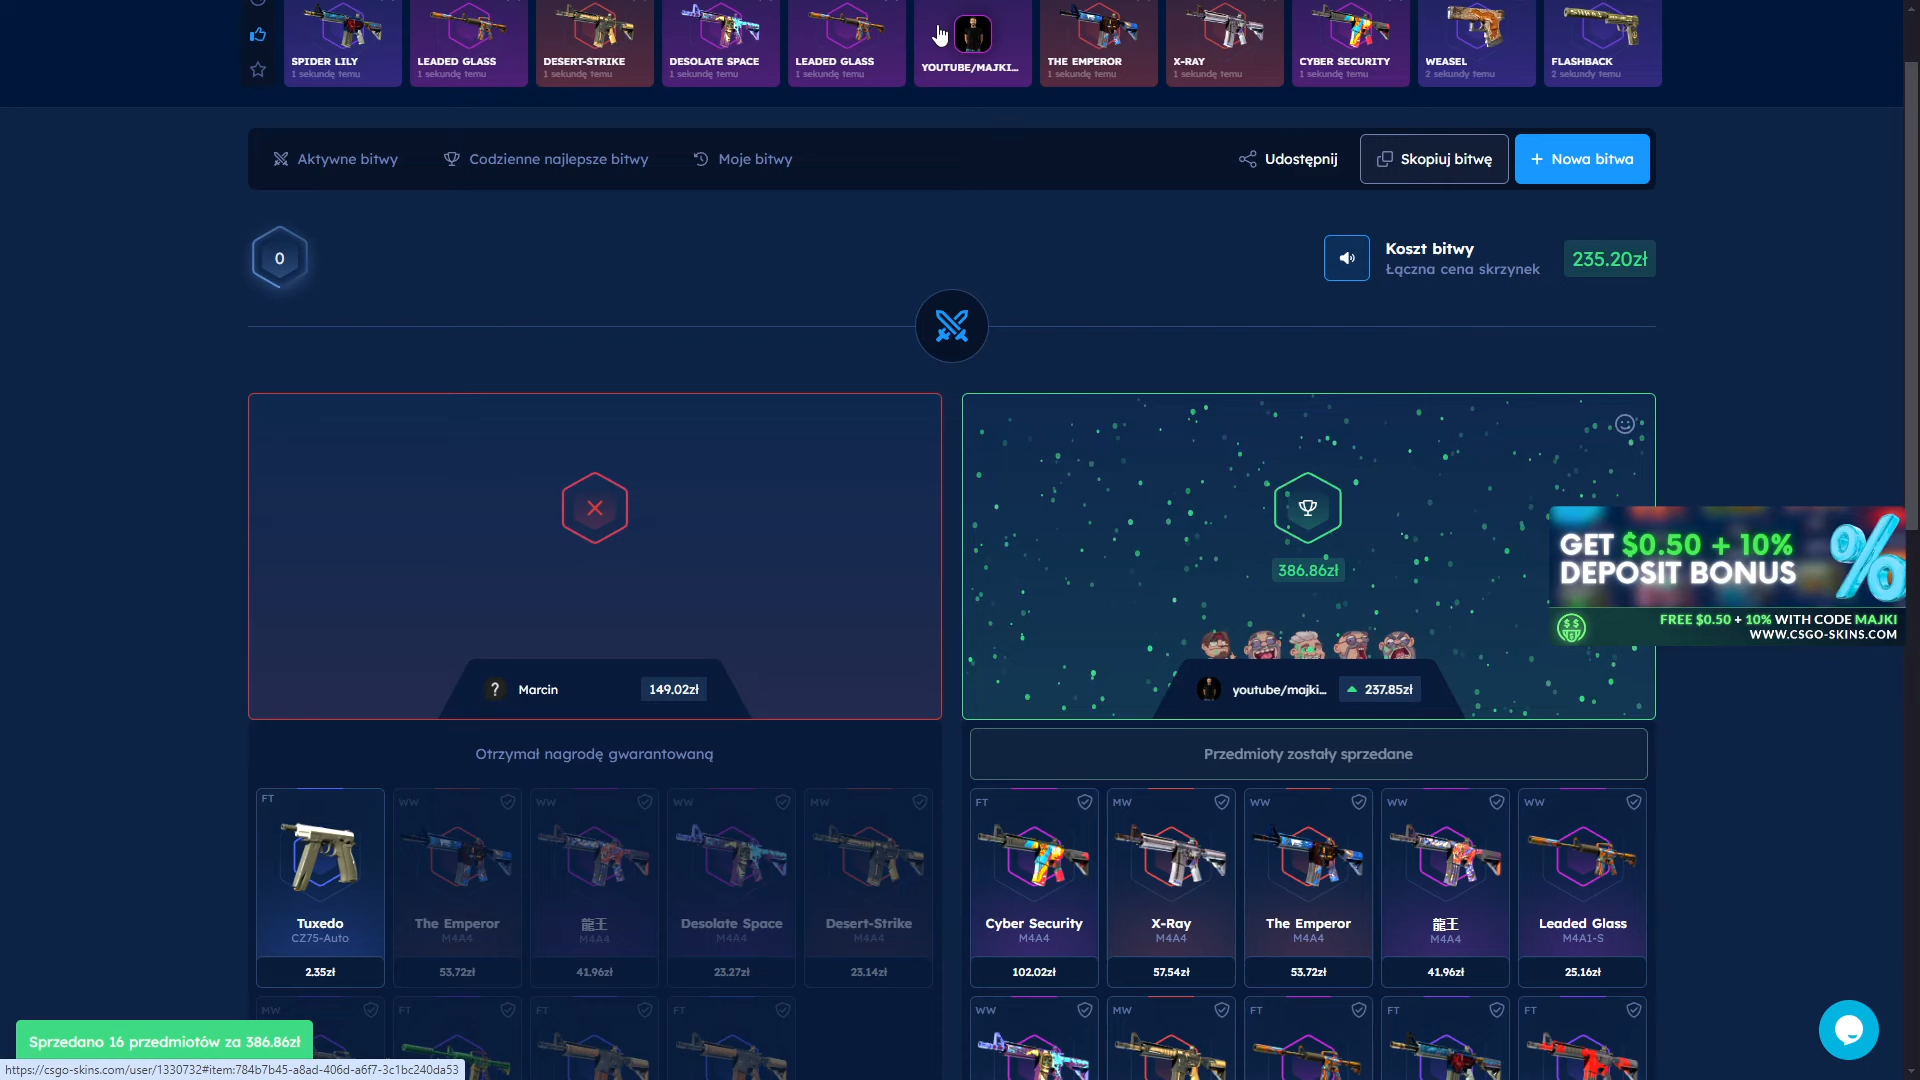 SPIDER LILY
1 sekundę temu
LEADED GLASS
1 sekundę temu
DESERT-STRIKE
1 sekundę temu
DESOLATE SPACE
1 sekundę temu
LEADED GLASS
1 sekundę temu
YOUTUBE/MAJKI...
THE EMPEROR
1 sekundę temu
X-RAY
1 sekundę temu
CYBER SECURITY
1 sekundę temu
WEASEL
2 sekundy temu
FLASHBACK
2 sekundy temu
Aktywne bitwy
Codzienne najlepsze bitwy
Moje bitwy
Udostępnij
Skopiuj bitwę
+ Nowa bitwa
0
Koszt bitwy
Łączna cena skrzynek
235.20zł
386.86zł
GET $0.50 + 10%
DEPOSIT BONUS
%
FREE $0.50 + 10% WITH CODE MAJKI
WWW.CSGO-SKINS.COM
? Marcin
149.02zł
youtube/majki...
237.85zł
Otrzymał nagrodę gwarantowaną
Przedmioty zostały sprzedane
FT
Tuxedo
CZ75-Auto
2.35zł
WW
The Emperor
M4A4
53.72zł
WW
龍王
M4A4
41.96zł
WW
Desolate Space
M4A4
23.27zł
MW
Desert-Strike
M4A4
23.14zł
FT
Cyber Security
M4A4
102.02zł
MW
X-Ray
M4A4
57.54zł
WW
The Emperor
M4A4
53.72zł
WW
龍王
M4A4
41.96zł
WW
Leaded Glass
M4A1-S
25.16zł
MW
FT
FT
FT
WW
MW
FT
FT
FT
Sprzedano 16 przedmiotów za 386.86zł
https://csgo-skins.com/user/1330732#item:784b7b45-a8ad-406d-a6f7-3c1bc240da53